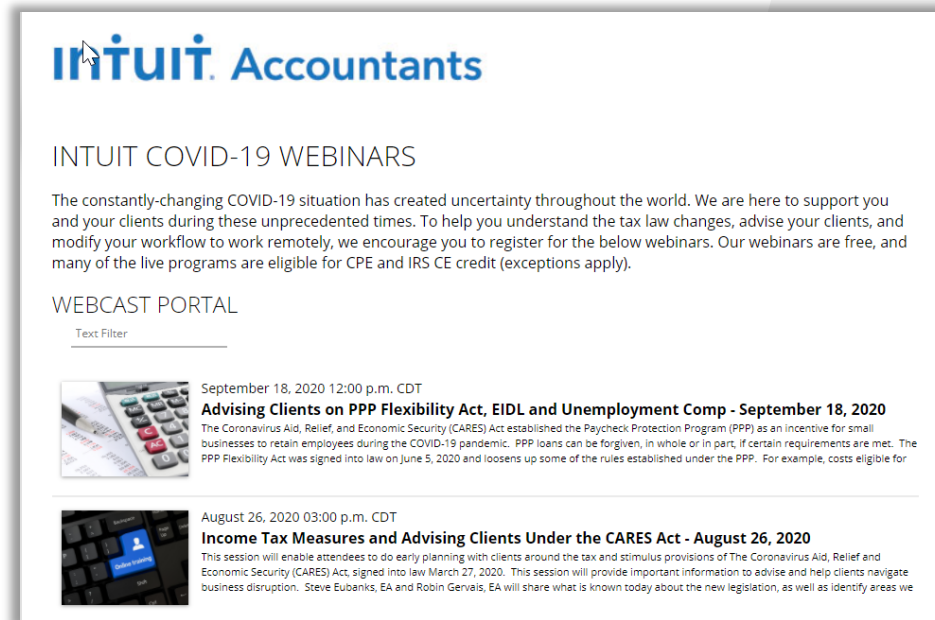 intuit. Accountants
INTUIT COVID-19 WEBINARS
The constantly-changing COVID-19 situation has created uncertainty throughout the world. We are here to support you
and your clients during these unprecedented times. To help you understand the tax law changes, advise your clients, and
modify your workflow to work remotely, we encourage you to register for the below webinars. Our webinars are free, and
many of the live programs are eligible for CPE and IRS CE credit (exceptions apply).
WEBCAST PORTAL
Text Filter
September 18, 2020 12:00 p.m. CDT
Advising Clients on PPP Flexibility Act, EIDL and Unemployment Comp - September 18, 2020
The Coronavirus Aid, Relief, and Economic Security (CARES) Act established the Paycheck Protection Program (PPP) as an incentive for small
businesses to retain employees during the COVID-19 pandemic. PPP loans can be forgiven, in whole or in part, if certain requirements are met. The
PPP Flexibility Act was signed into law on June 5, 2020 and loosens up some of the rules established under the PPP. For example, costs eligible for
August 26, 2020 03:00 p.m. CDT
Income Tax Measures and Advising Clients Under the CARES Act - August 26, 2020
This session will enable attendees to do early planning with clients around the tax and stimulus provisions of The Coronavirus Aid, Relief and
Economic Security (CARES) Act, signed into law March 27, 2020. This session will provide important information to advise and help clients navigate
business disruption. Steve Eubanks, EA and Robin Gervais, EA will share what is known today about the new legislation, as well as identify areas we
Online training